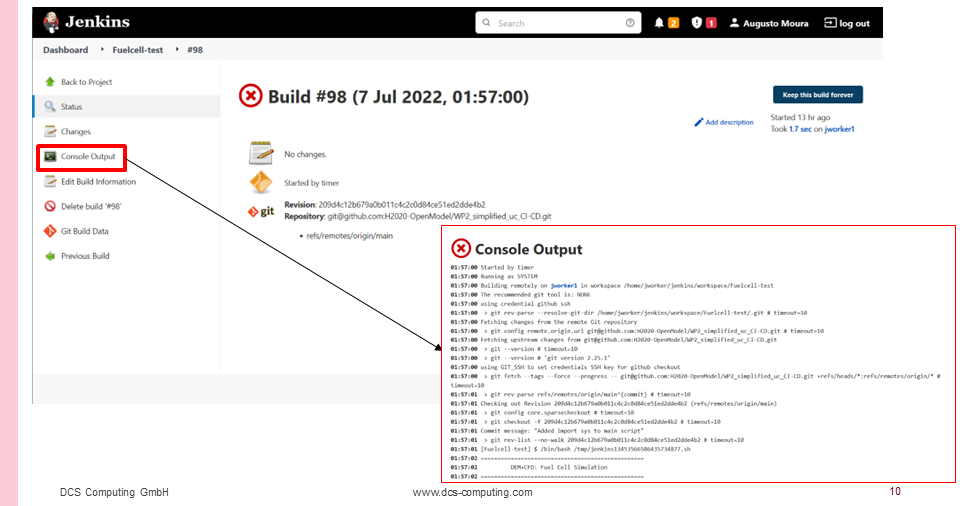 Jenkins
Search
2
1
Augusto Moura
log out
Dashboard
Fuelcell-test
#98
Back to Project
Status
Changes
Console Output
Edit Build Information
Delete build '#98'
Git Build Data
Previous Build
Build #98 (7 Jul 2022, 01:57:00)
Keep this build forever
Add description
Started 13 hr ago
Took 1.7 sec on jworker1
No changes.
Started by timer
git
Revision: 209d4c12b679a0b011c4c2c0d84ce51ed2dde4b2
Repository: git@github.com:H2020-OpenModel/WP2_simplified_uc_CI-CD.git
• refs/remotes/origin/main
Console Output
01:57:00 Started by timer
01:57:00 Running as SYSTEM
01:57:00 Building remotely on jworker1 in workspace /home/jworker/jenkins/workspace/Fuelcell-test
01:57:00 The recommended git tool is: NONE
01:57:00 using credential github ssh
01:57:00 > git rev-parse --resolve-git-dir /home/jworker/jenkins/workspace/Fuelcell-test/.git # timeout=10
01:57:00 Fetching changes from the remote Git repository
01:57:00 > git config remote.origin.url git@github.com:H2020-OpenModel/WP2_simplified_uc_CI-CD.git # timeout=10
01:57:00 Fetching upstream changes from git@github.com:H2020-OpenModel/WP2_simplified_uc_CI-CD.git
01:57:00 > git --version # timeout=10
01:57:00 > git --version # 'git version 2.25.1'
01:57:00 using GIT_SSH to set credentials SSH key for github checkout
01:57:00 > git fetch --tags --force --progress -- git@github.com:H2020-OpenModel/WP2_simplified_uc_CI-CD.git +refs/heads/*:refs/remotes/origin/* #
timeout=10
01:57:01 > git rev-parse refs/remotes/origin/main^{commit} # timeout=10
01:57:01 Checking out Revision 209d4c12b679a0b011c4c2c0d84ce51ed2dde4b2 (refs/remotes/origin/main)
01:57:01 > git config core.sparsecheckout # timeout=10
01:57:01 > git checkout -f 209d4c12b679a0b011c4c2c0d84ce51ed2dde4b2 # timeout=10
01:57:01 Commit message: "Added import sys to main script"
01:57:01 > git rev-list --no-walk 209d4c12b679a0b011c4c2c0d84ce51ed2dde4b2 # timeout=10
01:57:01 [Fuelcell-test] $ /bin/bash /tmp/jenkins13453566586435734877.sh
01:57:02 ================================================
01:57:02 DEM+CFD: Fuel Cell Simulation
01:57:02 ================================================
DCS Computing GmbH
www.dcs-computing.com
10